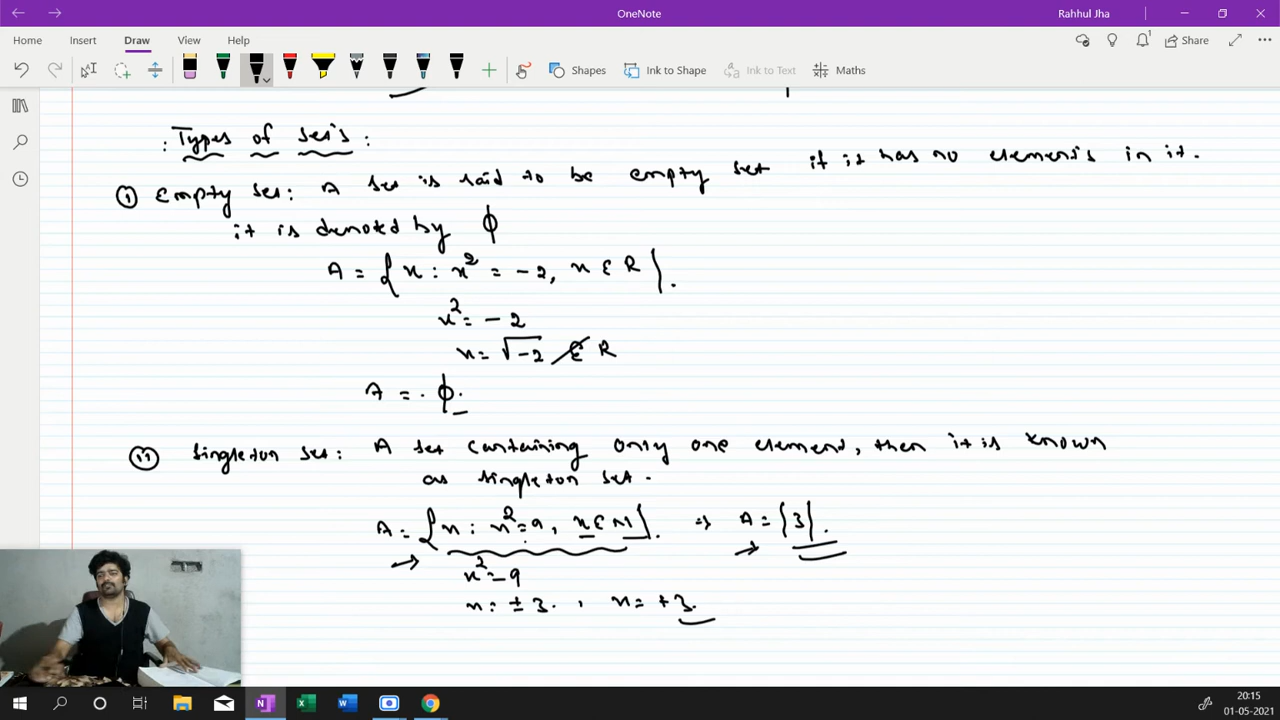 OneNote
Rahhul Jha
Home Insert Draw View Help
Share
Shapes Ink to Shape Ink to Text Maths
: Types of Set's :
(i) Empty Set: A set is said to be empty set if it has no element's in it.
it is denoted by ϕ
A = {x : x² = -2, x ∈ R}.
x² = -2
x = √-2 ∉ R
A = . ϕ.
(ii) Singleton Set: A set containing only one element, then it is known
as singleton set.
A = {x : x² = 9, x ∈ N}. ⇒ A = {3}.
x² = 9
x = ± 3. , x = + 3.
20:15
01-05-2021